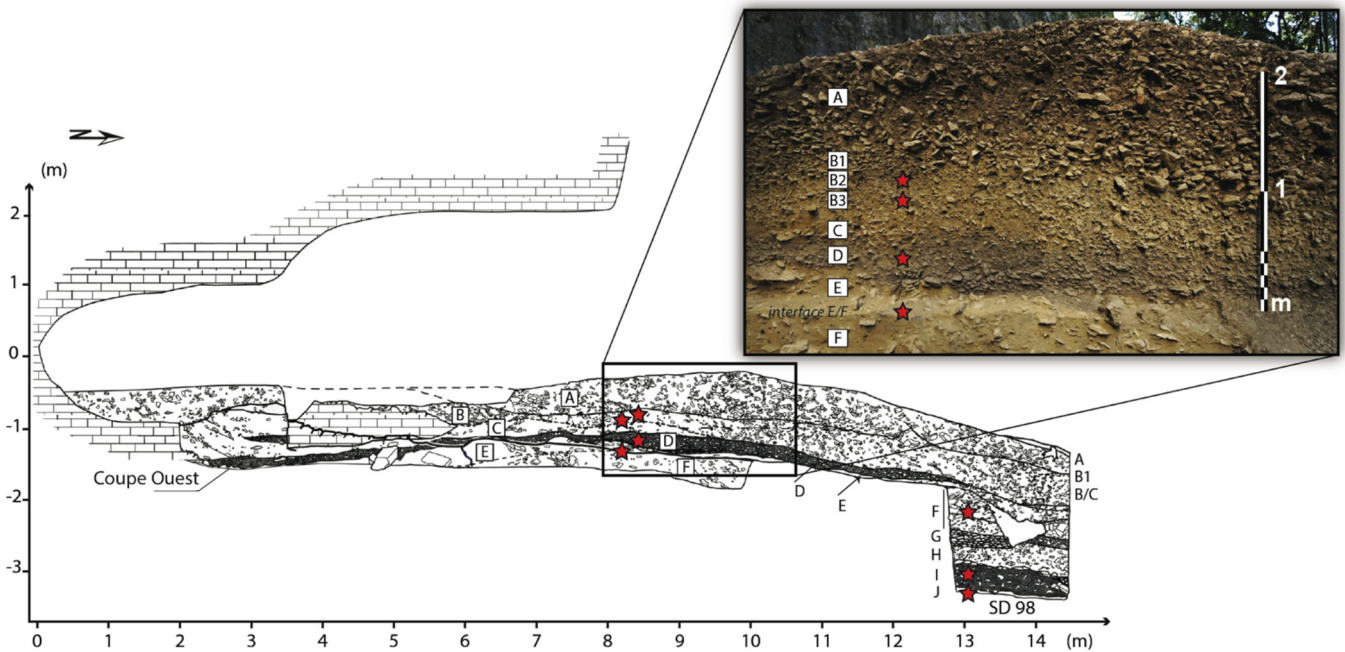 N
(m)
2
1
0
-1
-2
-3
0 1 2 3 4 5 6 7 8 9 10 11 12 13 14 (m)
Coupe Ouest
A
B
C
D
E
F
D
E
A
B1
B/C
F
G
H
I
J
SD 98
A
B1
B2
B3
C
D
E
interface E/F
F
2
1
m